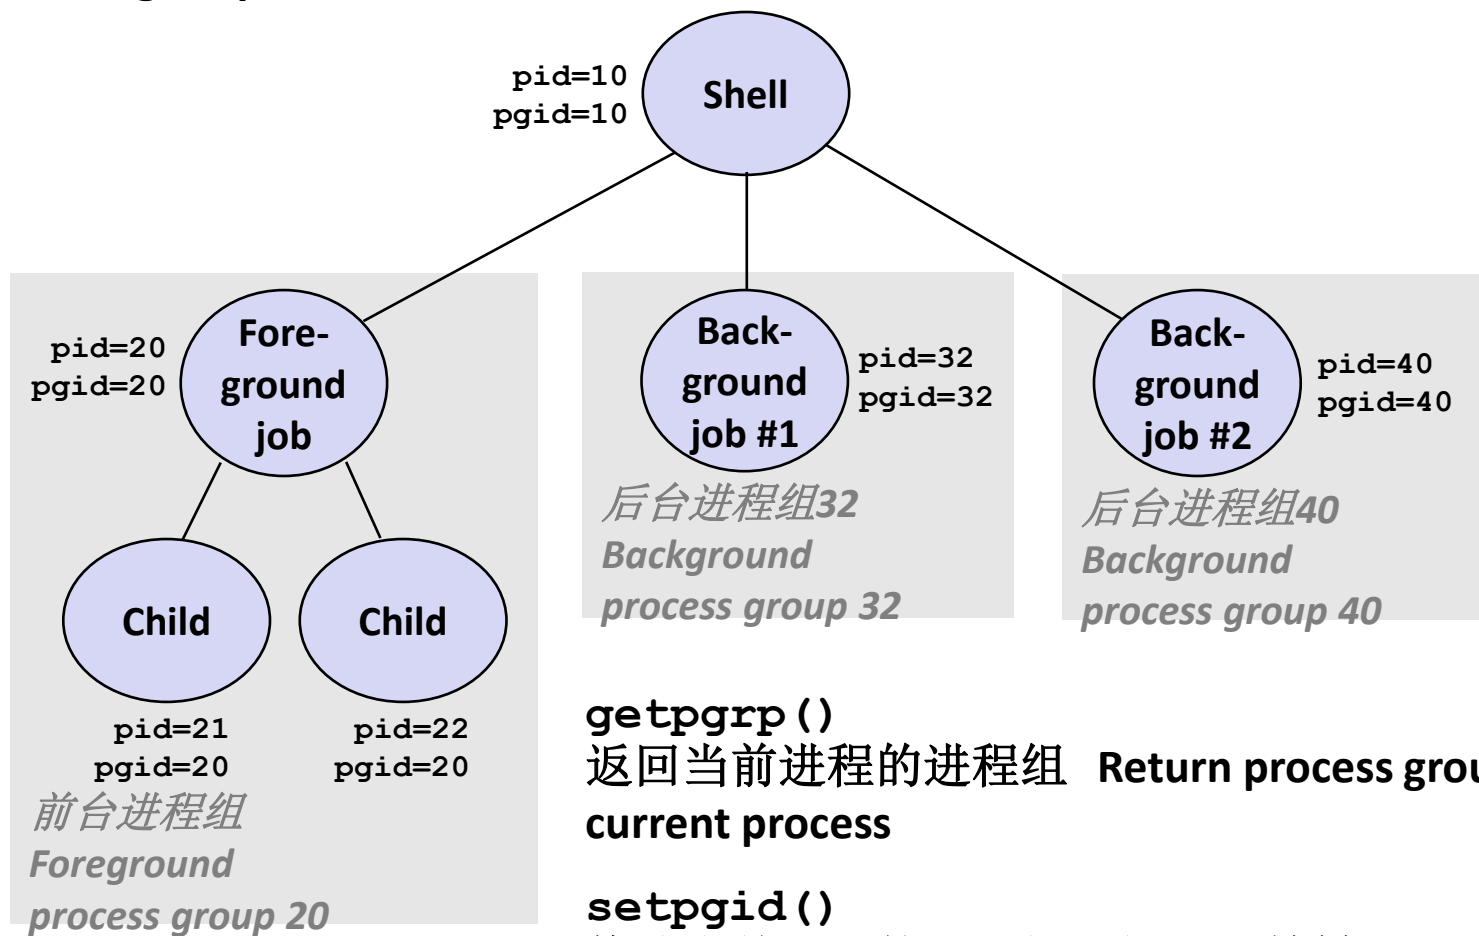 pid=10
pgid=10
Shell
pid=20
pgid=20
Fore-
ground
job
Back-
ground
job #1
pid=32
pgid=32
Back-
ground
job #2
pid=40
pgid=40
后台进程组32
Background
process group 32
后台进程组40
Background
process group 40
Child
Child
pid=21
pgid=20
pid=22
pgid=20
前台进程组
Foreground
process group 20
getpgrp()
返回当前进程的进程组 Return process grou
current process
setpgid()